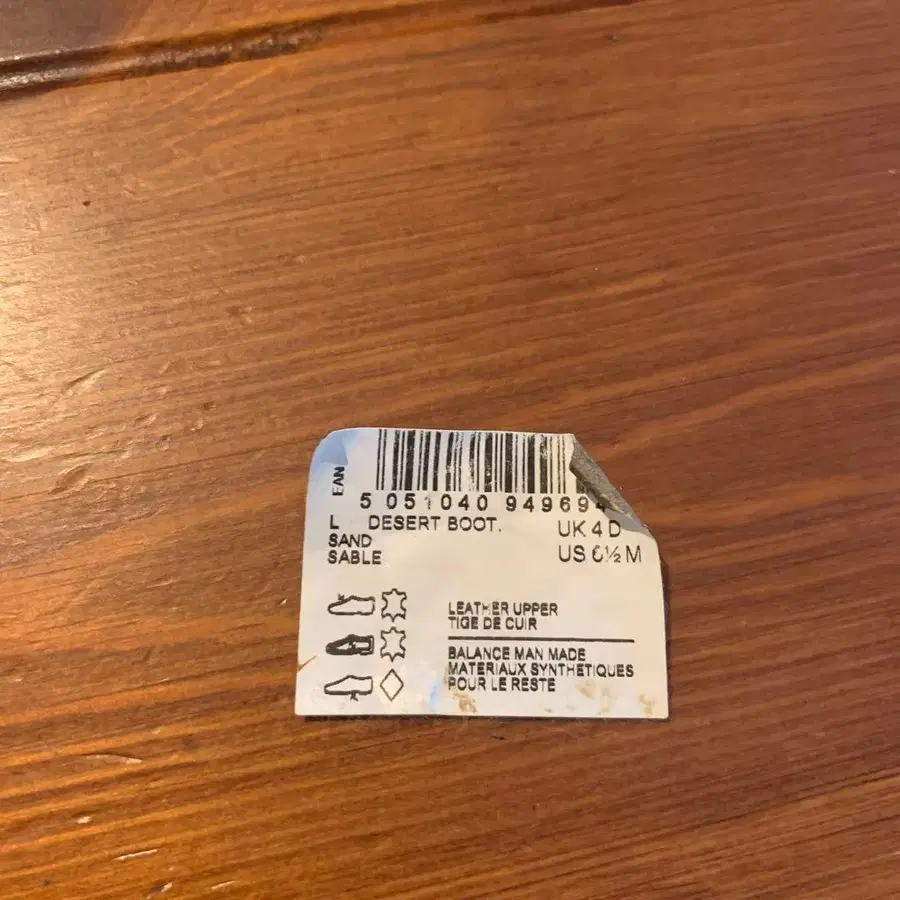 EAN
5 051040 949694
L DESERT BOOT.
UK 4 D
SAND
SABLE
US 6½ M
LEATHER UPPER
TIGE DE CUIR
BALANCE MAN MADE
MATERIAUX SYNTHETIQUES
POUR LE RESTE